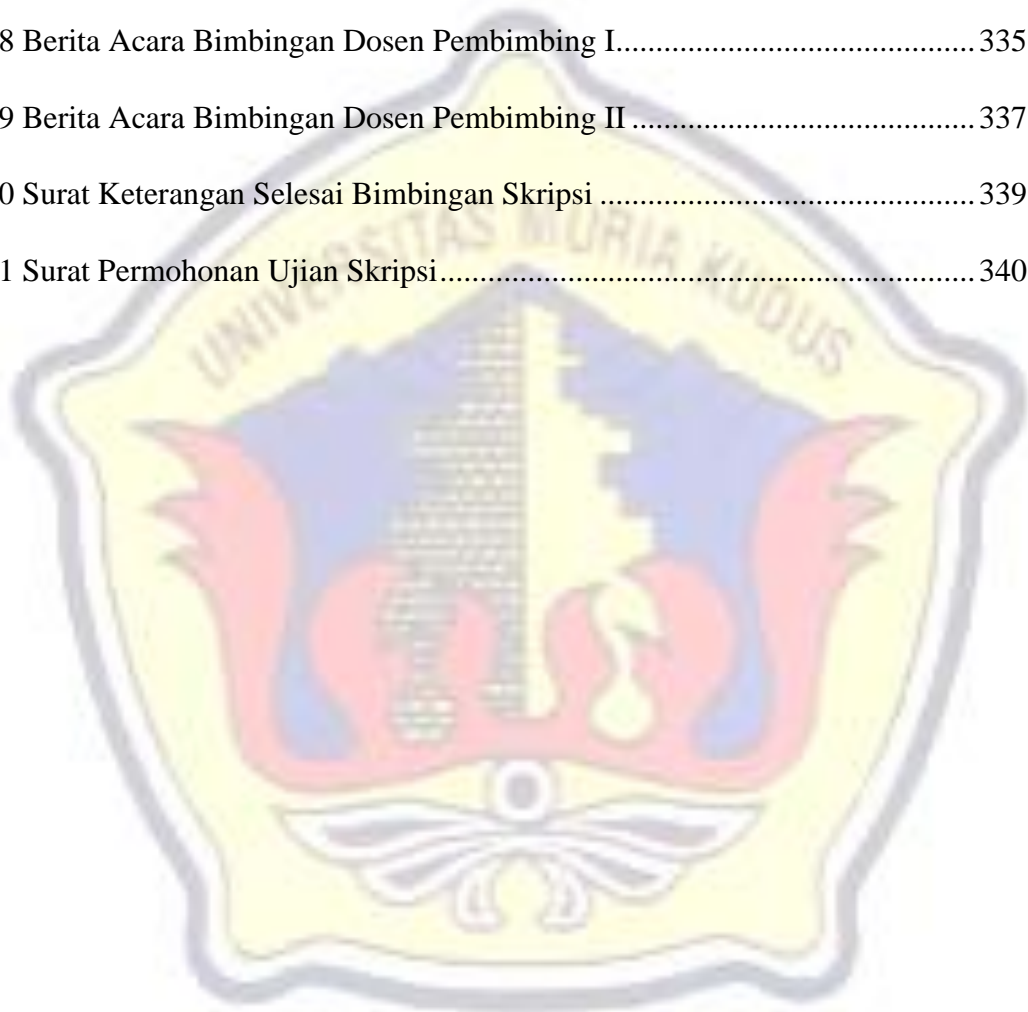 8 Berita Acara Bimbingan Dosen Pembimbing I............................................ 335
9 Berita Acara Bimbingan Dosen Pembimbing II .......................................... 337
0 Surat Keterangan Selesai Bimbingan Skripsi ................................................. 339
1 Surat Permohonan Ujian Skripsi................................................................. 340
UNIVERSITAS MURIA KUDUS